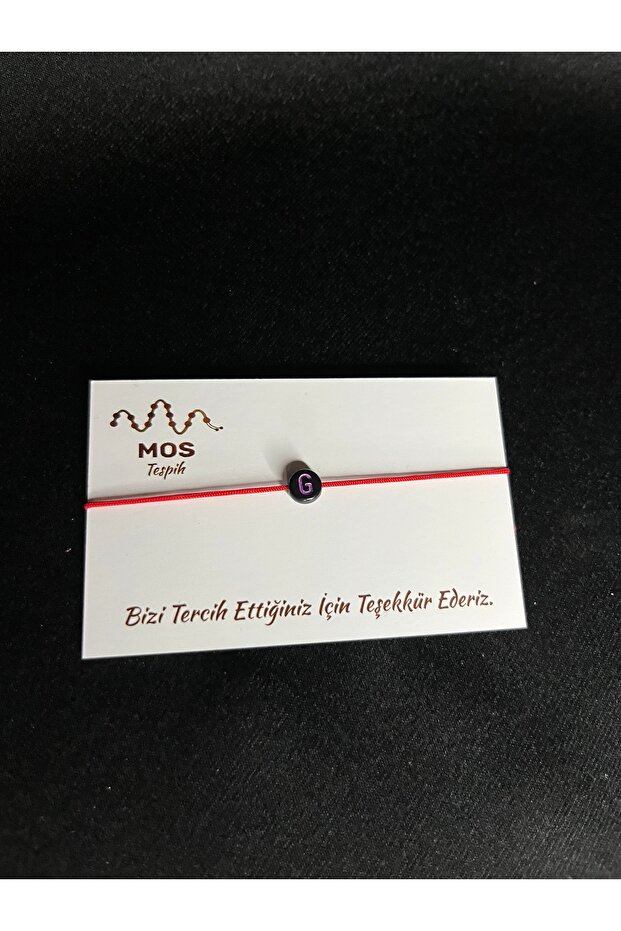 MOS
Tespih
G
Bizi Tercih Ettiğiniz İçin Teşekkür Ederiz.